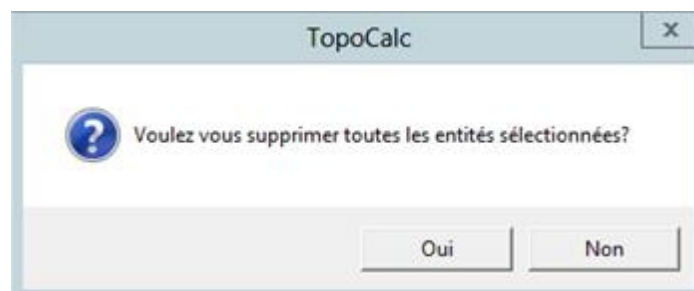 TopoCalc
x
Voulez vous supprimer toutes les entités sélectionnées?
Oui
Non